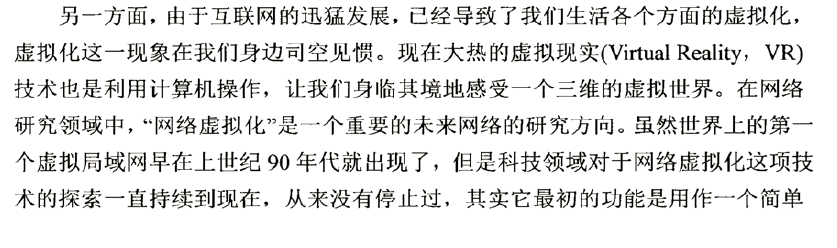 另一方面，由于互联网的迅猛发展，已经导致了我们生活各个方面的虚拟化，
虚拟化这一现象在我们身边司空见惯。现在大热的虚拟现实(Virtual Reality，VR)
技术也是利用计算机操作，让我们身临其境地感受一个三维的虚拟世界。在网络
研究领域中，“网络虚拟化”是一个重要的未来网络的研究方向。虽然世界上的第一
个虚拟局域网早在上世纪 90 年代就出现了，但是科技领域对于网络虚拟化这项技
术的探索一直持续到现在，从来没有停止过，其实它最初的功能是用作一个简单